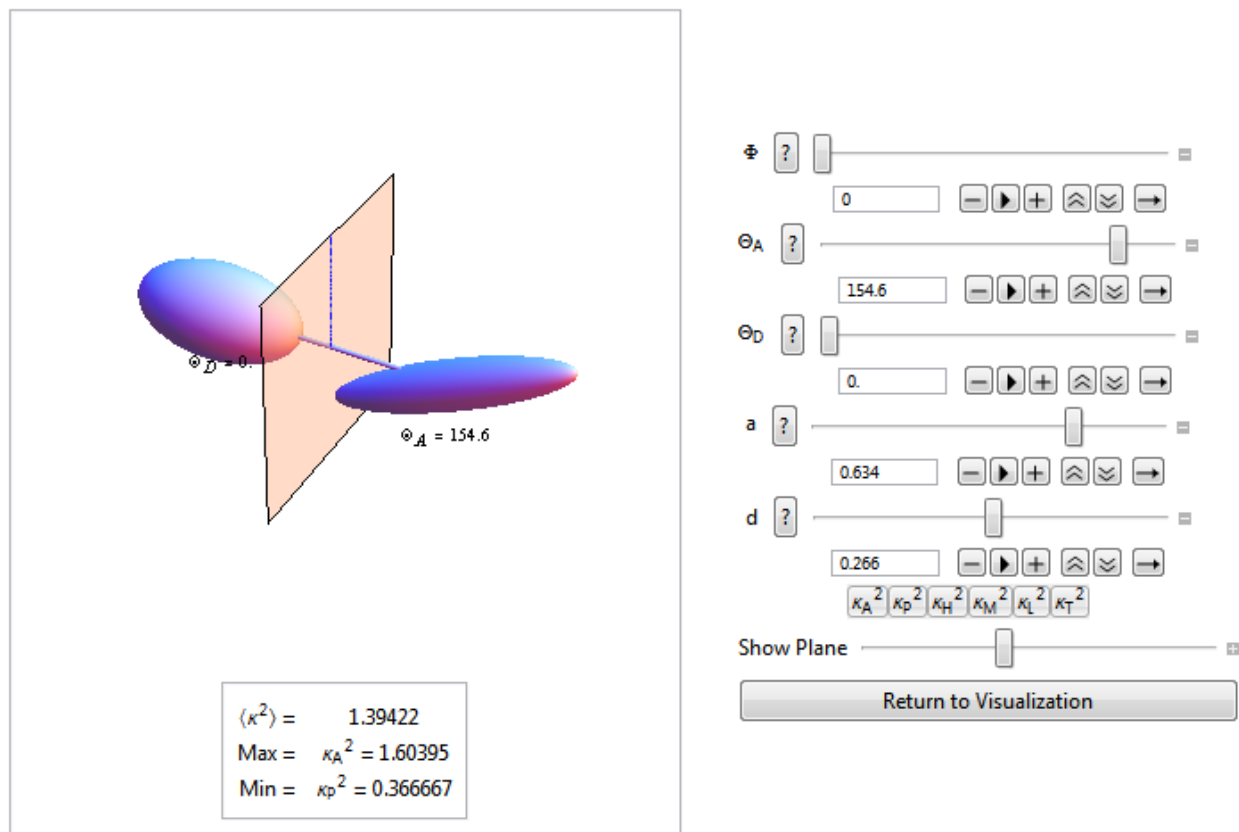 Θ_D = 0.
Θ_A = 154.6
⟨κ²⟩ = 1.39422
Max = κ_A² = 1.60395
Min = κ_P² = 0.366667
Φ ?
0
Θ_A ?
154.6
Θ_D ?
0.
a ?
0.634
d ?
0.266
κ_A² κ_P² κ_H² κ_M² κ_L² κ_T²
Show Plane
Return to Visualization